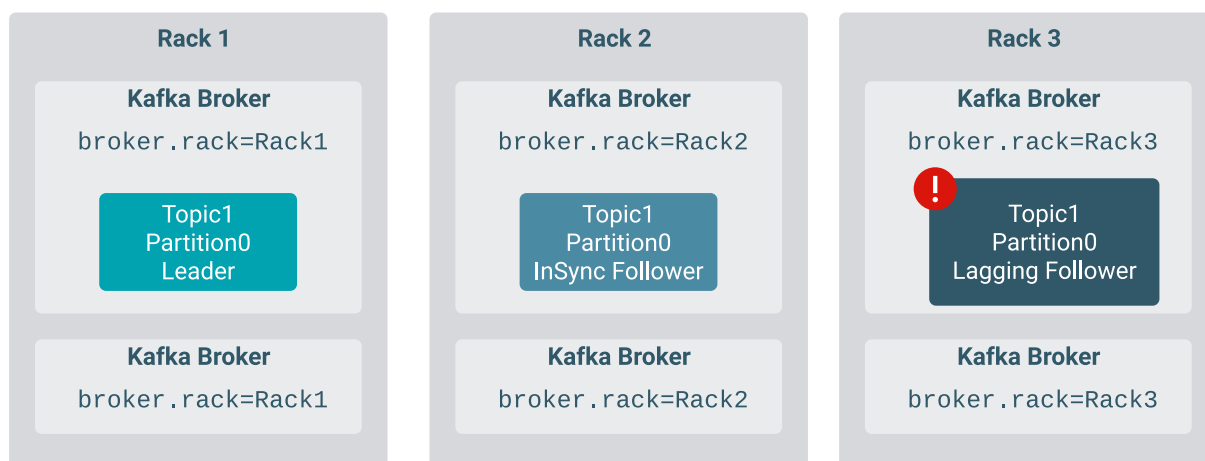 Rack 1
Kafka Broker
broker.rack=Rack1
Topic1
Partition0
Leader
Kafka Broker
broker.rack=Rack1
Rack 2
Kafka Broker
broker.rack=Rack2
Topic1
Partition0
InSync Follower
Kafka Broker
broker.rack=Rack2
Rack 3
Kafka Broker
broker.rack=Rack3
!
Topic1
Partition0
Lagging Follower
Kafka Broker
broker.rack=Rack3